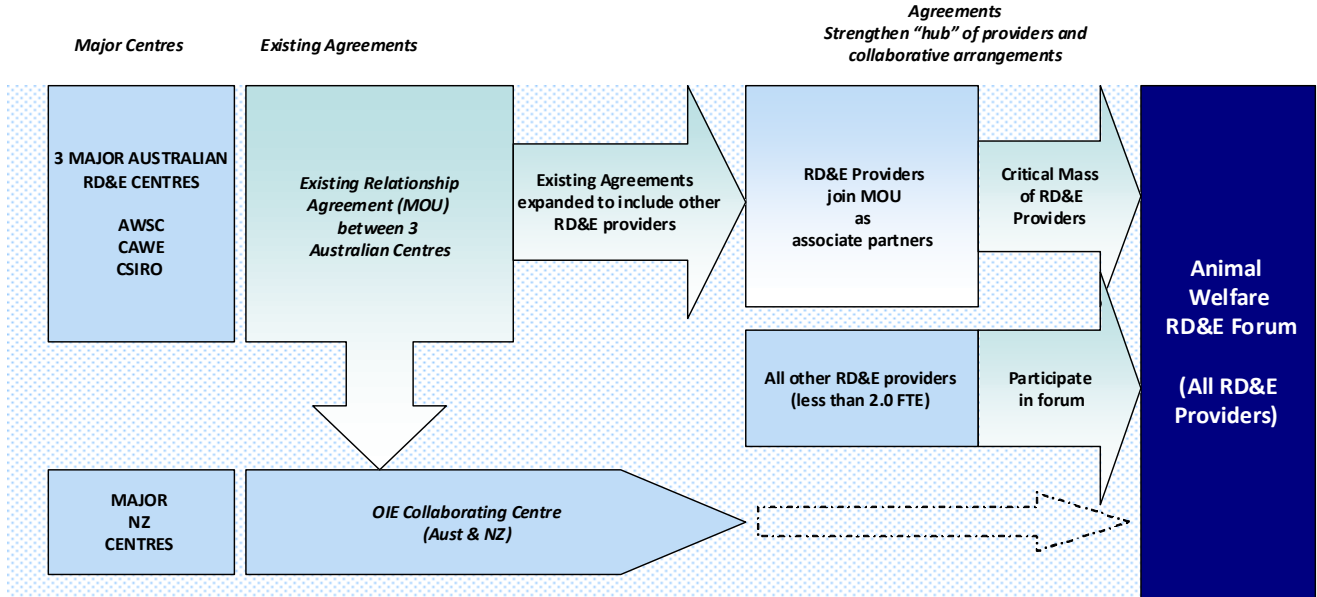 Major Centres
Existing Agreements
Agreements
Strengthen “hub” of providers and
collaborative arrangements
3 MAJOR AUSTRALIAN
RD&E CENTRES
AWSC
CAWE
CSIRO
Existing Relationship
Agreement (MOU)
between 3
Australian Centres
Existing Agreements
expanded to include other
RD&E providers
RD&E Providers
join MOU
as
associate partners
Critical Mass
of RD&E
Providers
All other RD&E providers
(less than 2.0 FTE)
Participate
in forum
Animal
Welfare
RD&E Forum
(All RD&E
Providers)
MAJOR
NZ
CENTRES
OIE Collaborating Centre
(Aust & NZ)